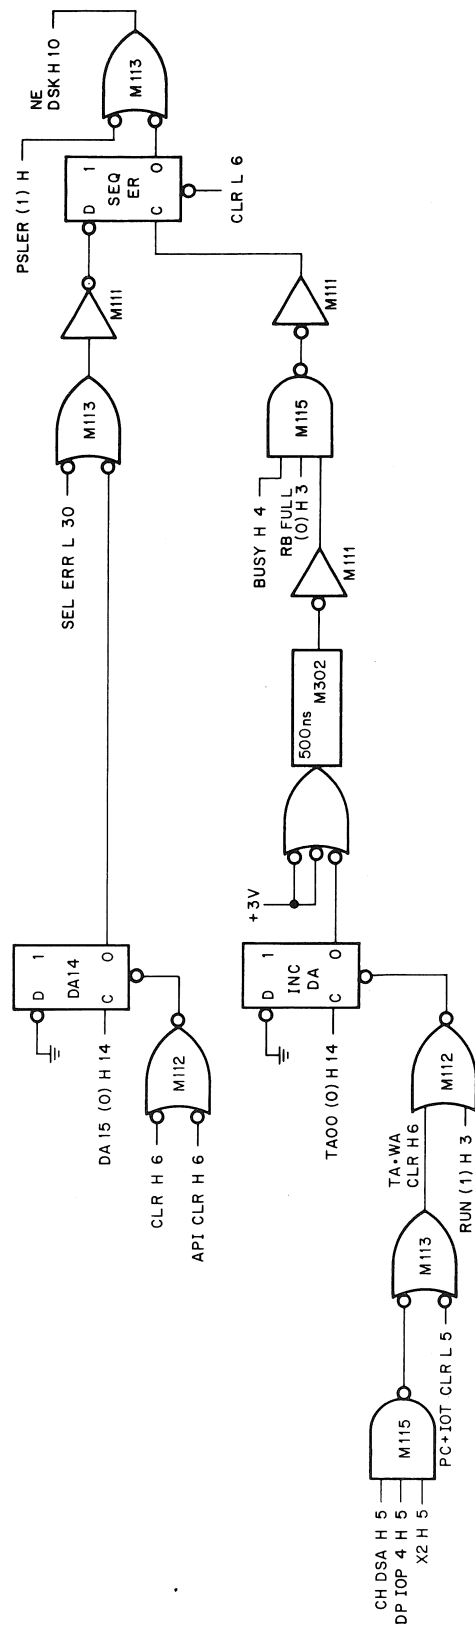 NE
DSK H 10
M113
PSLER (1) H
D 1
SEQ
ER
C 0
CLR L 6
M111
M113
SEL ERR L 30
M111
M115
BUSY H 4
RB FULL
(0) H 3
M111
500ns
M302
+3V
D 1
DA14
C 0
DA15 (0) H 14
M112
CLR H 6
API CLR H 6
D 1
INC
DA
C 0
TA00 (0) H 14
M112
TA•WA
CLR H6
RUN (1) H 3
M113
PC+IOT CLR L 5
M115
CH DSA H 5
DP IOP 4 H 5
X2 H 5